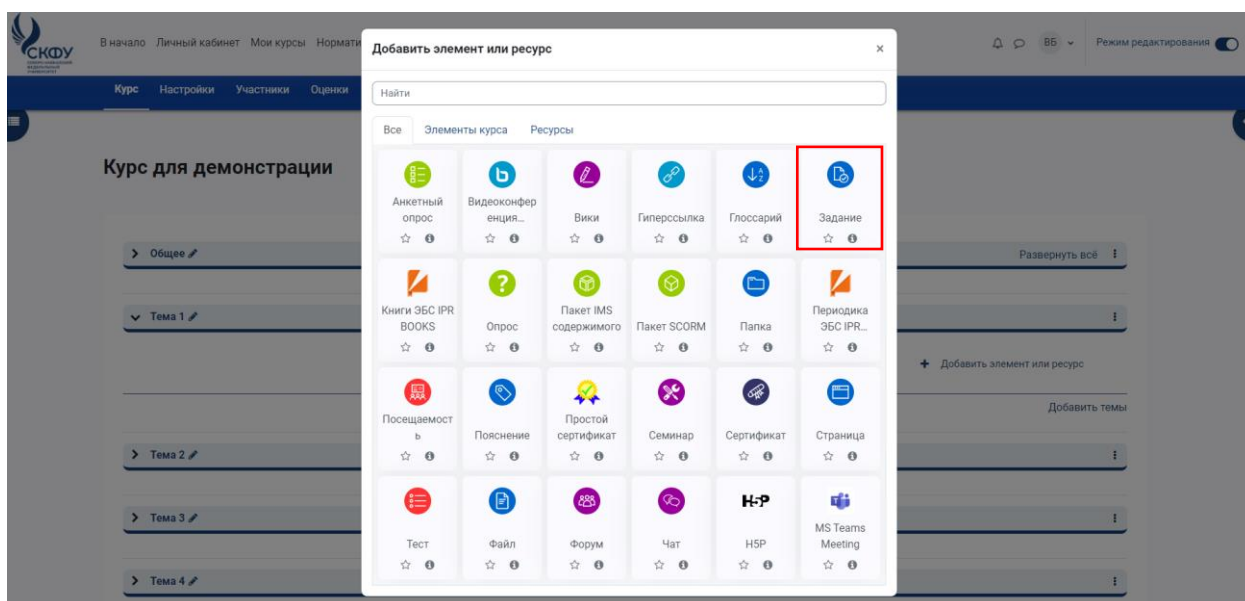 СКФУ
В начало Личный кабинет Мои курсы Нормати
ВБ
Режим редактирования
Курс Настройки Участники Оценки
Курс для демонстрации
Общее
Развернуть всё
Тема 1
Добавить элемент или ресурс
Добавить темы
Тема 2
Тема 3
Тема 4
Добавить элемент или ресурс
×
Найти
Все Элементы курса Ресурсы
Анкетный
опрос
Видеоконфер
енция...
Вики
Гиперссылка
Глоссарий
Задание
Книги ЭБС IPR
BOOKS
Опрос
Пакет IMS
содержимого
Пакет SCORM
Папка
Периодика
ЭБС IPR...
Посещаемост
ь
Пояснение
Простой
сертификат
Семинар
Сертификат
Страница
Тест
Файл
Форум
Чат
H5P
H5P
MS Teams
Meeting